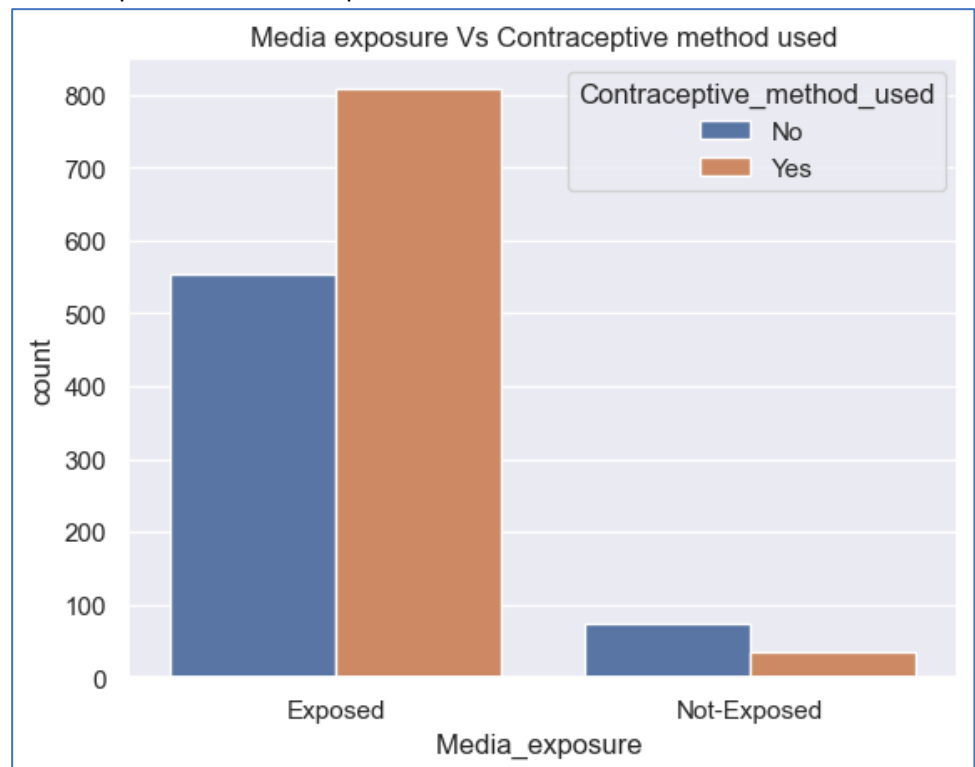 Media exposure Vs Contraceptive method used
Contraceptive_method_used
No
Yes
800
700
600
500
400
300
200
100
0
count
Exposed Not-Exposed
Media_exposure